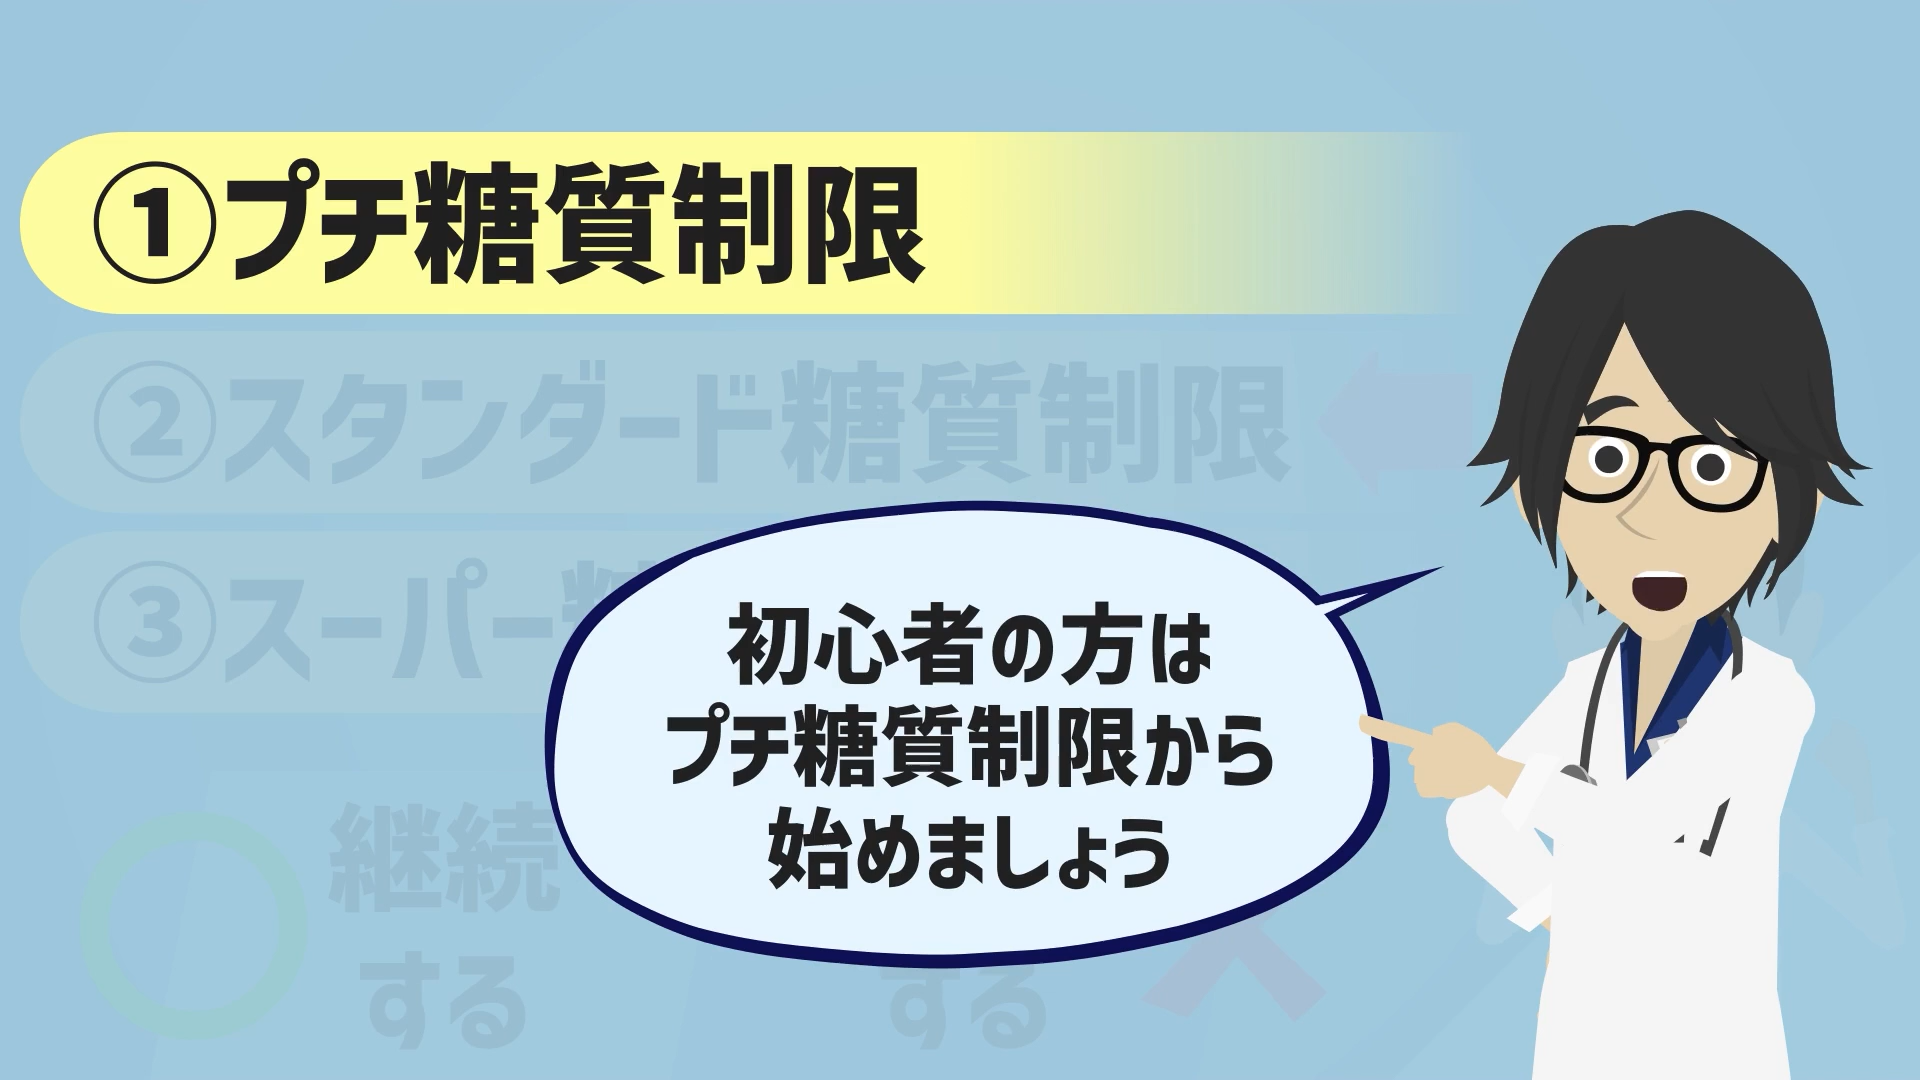 ①プチ糖質制限
②スタンダード糖質制限
③スーパー糖
初心者の方は
プチ糖質制限から
始めましょう
継続
する
する